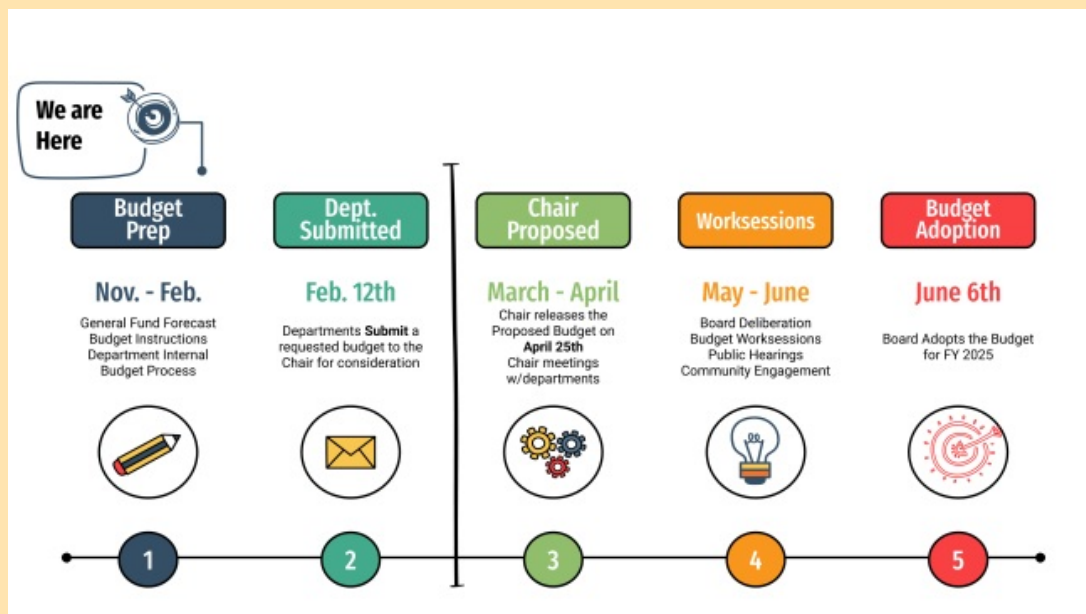 We are
Here
Budget
Prep
Dept.
Submitted
Chair
Proposed
Worksessions
Budget
Adoption
Nov. - Feb.
General Fund Forecast
Budget Instructions
Department Internal
Budget Process
Feb. 12th
Departments Submit a
requested budget to the
Chair for consideration
March - April
Chair releases the
Proposed Budget on
April 25th
Chair meetings
w/departments
May - June
Board Deliberation
Budget Worksessions
Public Hearings
Community Engagement
June 6th
Board Adopts the Budget
for FY 2025
1
2
3
4
5